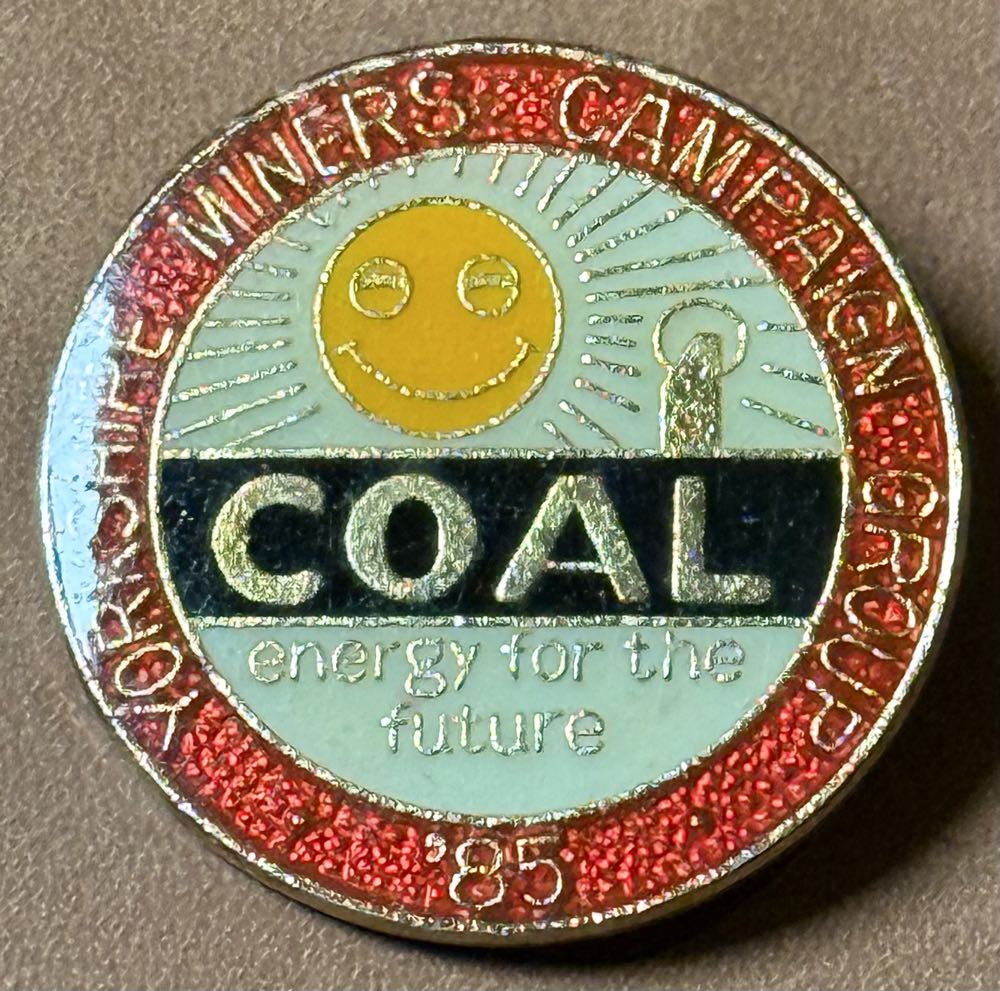 YORKSHIRE MINERS CAMPAIGN GROUP
COAL
energy for the
future
'85